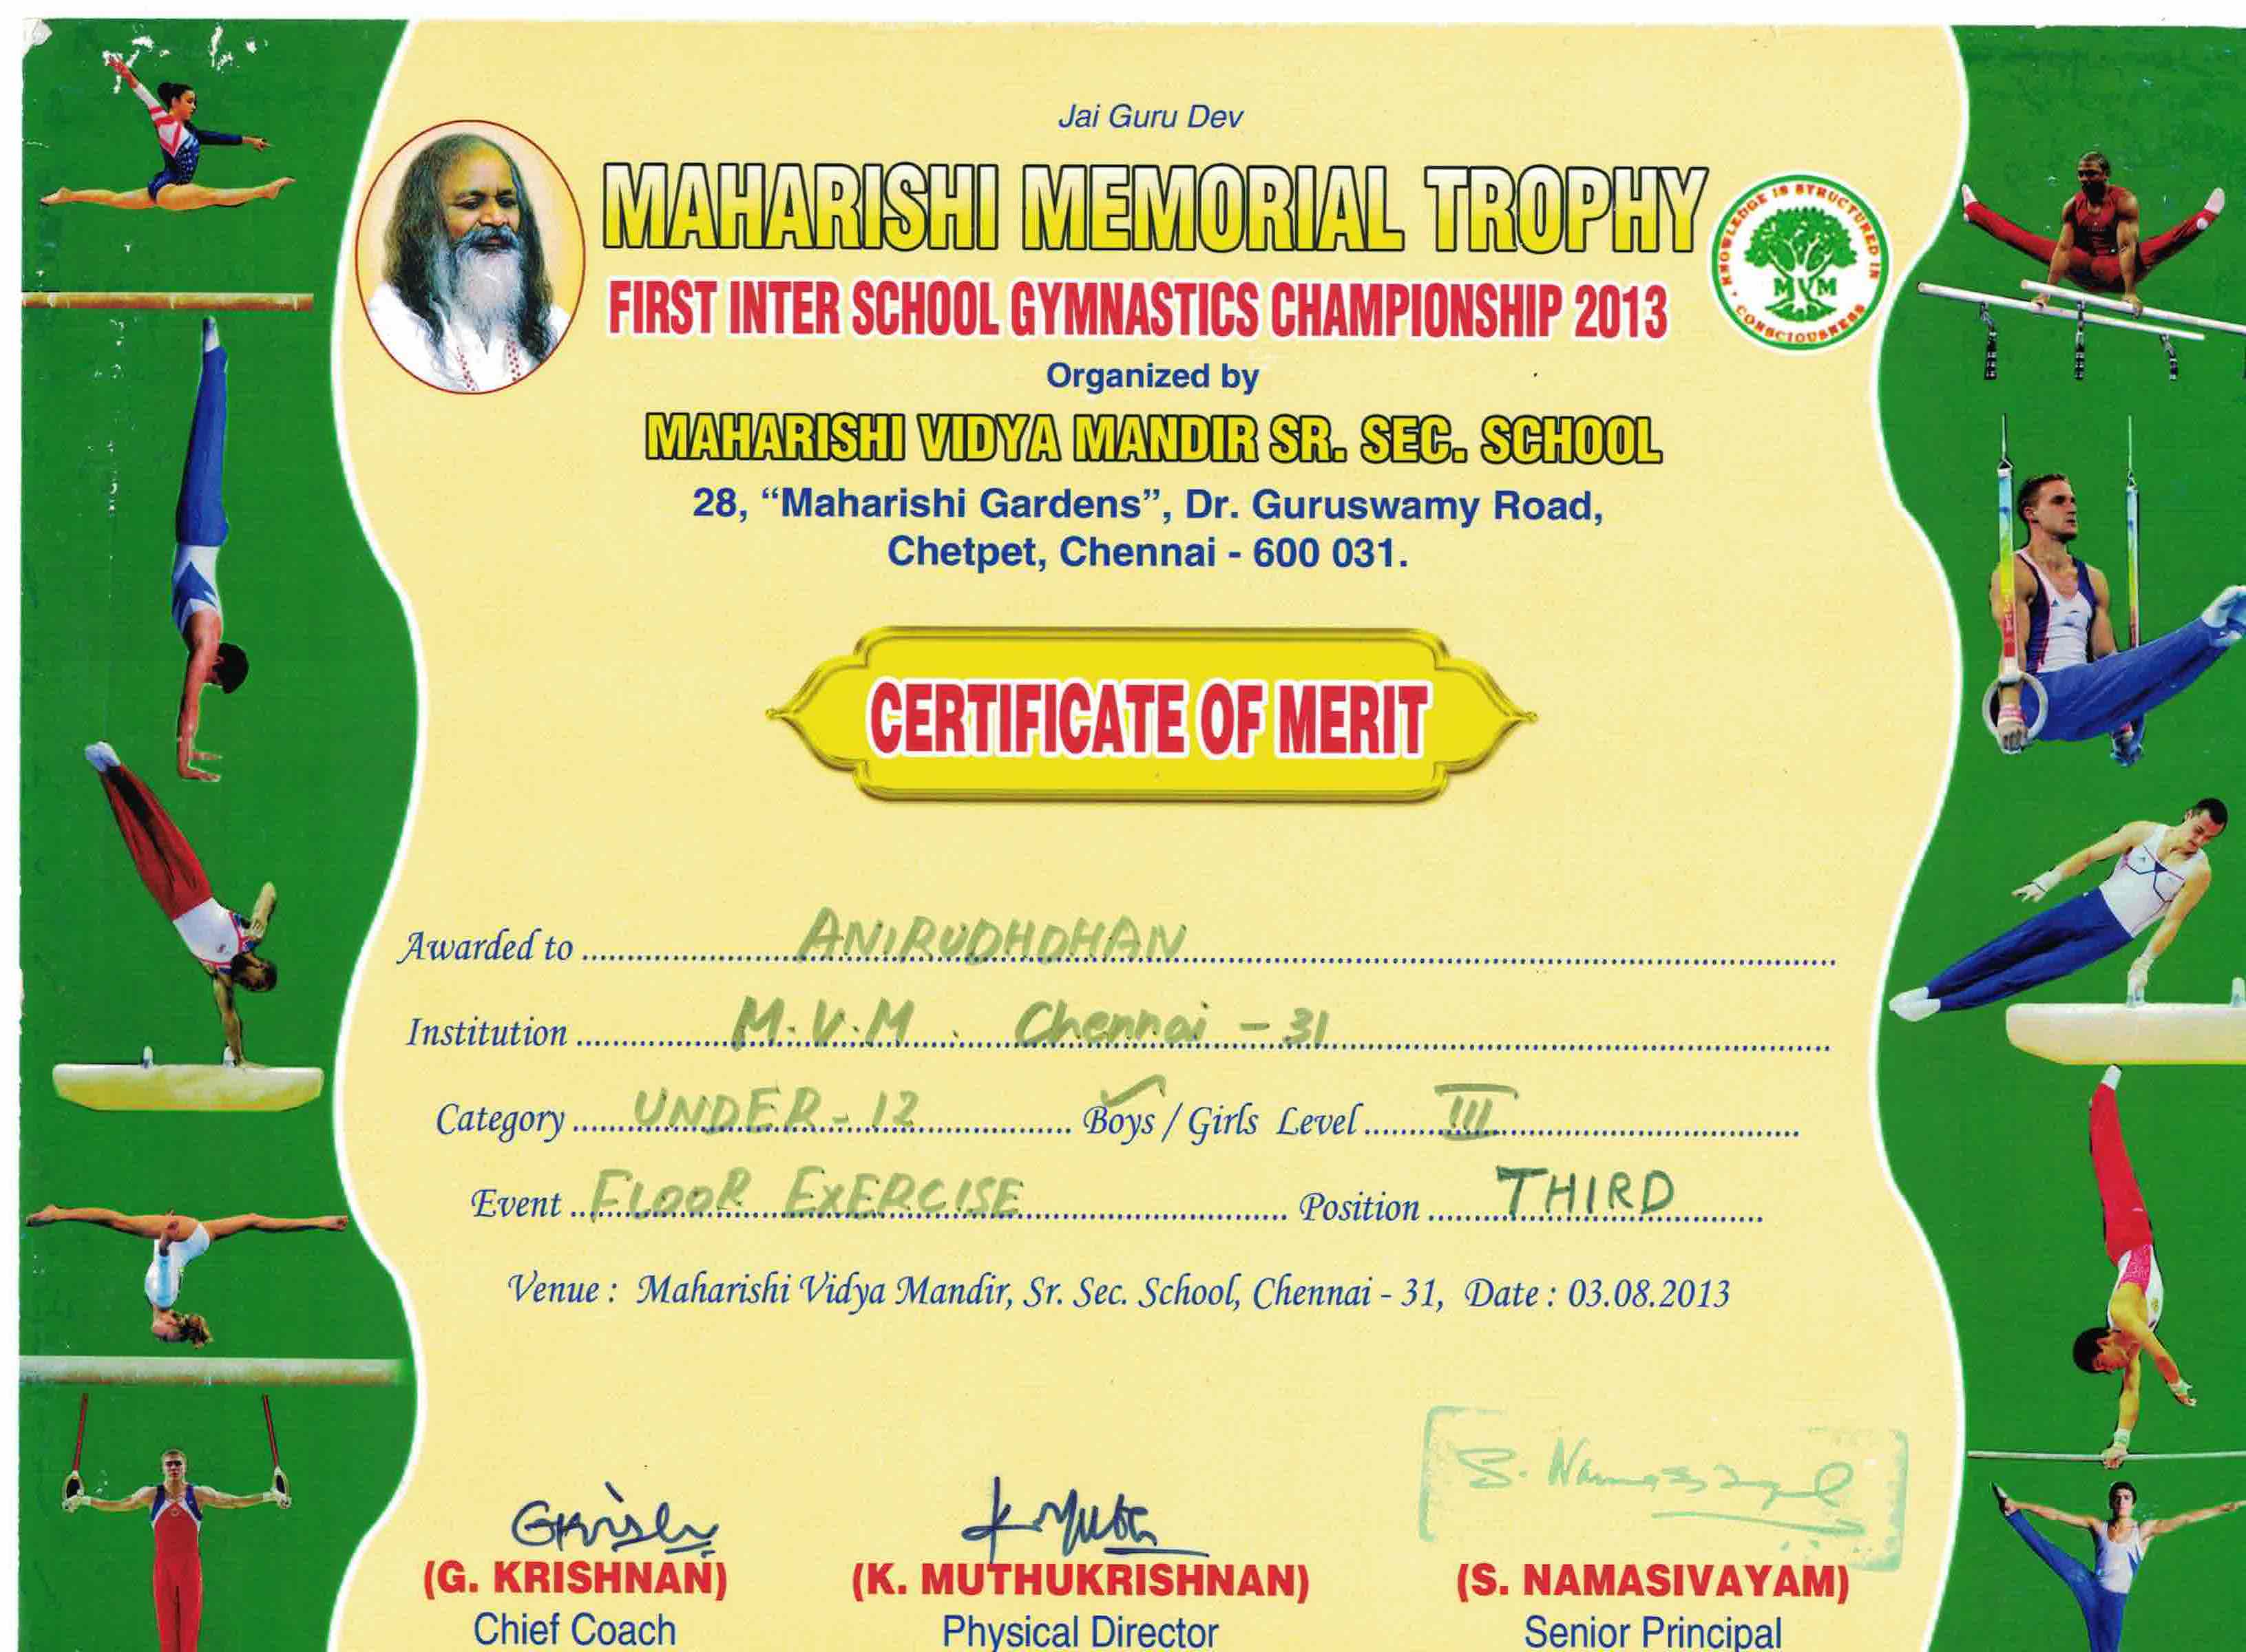 Jai Guru Dev
MAHARISHI MEMORIAL TROPHY
KNOWLEDGE IS STRUCTURED IN CONSCIOUSNESS
MVM
FIRST INTER SCHOOL GYMNASTICS CHAMPIONSHIP 2013
Organized by
MAHARISHI VIDYA MANDIR SR. SEC. SCHOOL
28, “Maharishi Gardens”, Dr. Guruswamy Road,
Chetpet, Chennai - 600 031.
CERTIFICATE OF MERIT
Awarded to ANIRUDHDHAN
Institution M.V.M. Chennai - 31
Category UNDER - 12 Boys / Girls Level III
Event FLOOR EXERCISE Position THIRD
Venue : Maharishi Vidya Mandir, Sr. Sec. School, Chennai - 31, Date : 03.08.2013
(G. KRISHNAN) (K. MUTHUKRISHNAN) (S. NAMASIVAYAM)
Chief Coach Physical Director Senior Principal